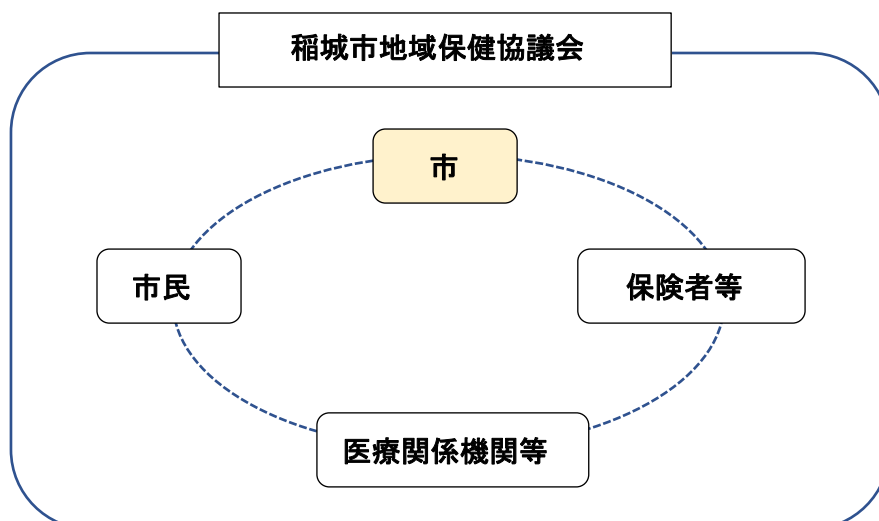 稲城市地域保健協議会
市
市民
保険者等
医療関係機関等